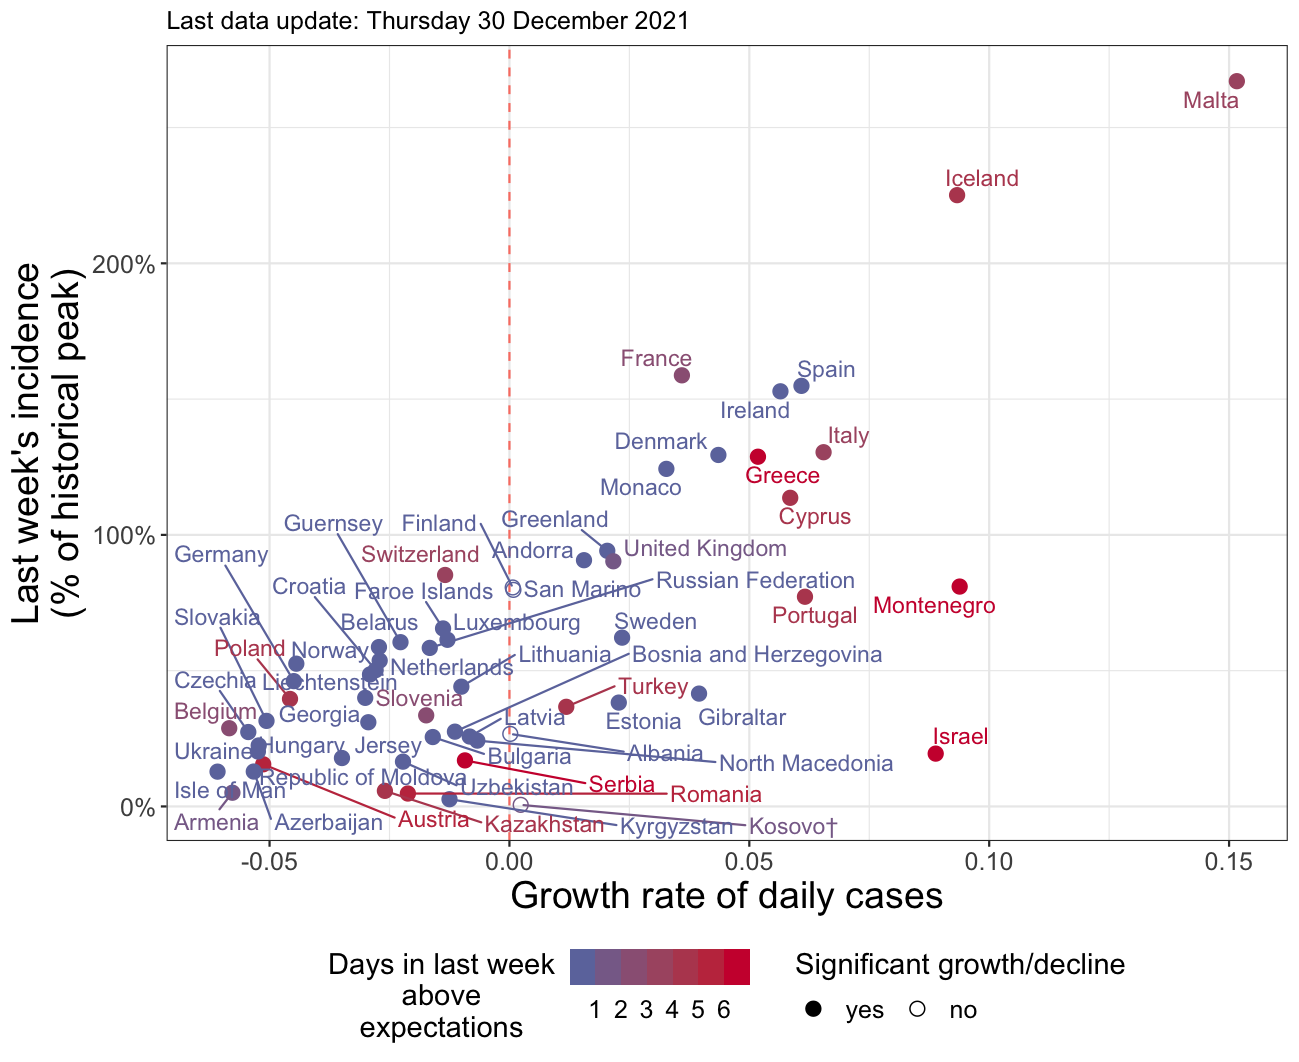 Last data update: Thursday 30 December 2021
Last week's incidence
(% of historical peak)
200%
100%
0%
Malta
Iceland
France
Spain
Ireland
Denmark
Italy
Greece
Monaco
Cyprus
Guernsey
Finland
Greenland
Germany
Switzerland
Andorra
United Kingdom
Croatia
Faroe Islands
San Marino
Russian Federation
Montenegro
Slovakia
Belarus
Luxembourg
Sweden
Portugal
Poland
Norway
Netherlands
Lithuania
Bosnia and Herzegovina
Czechia
Liechtenstein
Slovenia
Turkey
Belgium
Georgia
Latvia
Estonia
Gibraltar
Ukraine
Hungary
Jersey
Bulgaria
Albania
North Macedonia
Israel
Republic of Moldova
Isle of Man
Uzbekistan
Serbia
Romania
Armenia
Azerbaijan
Austria
Kazakhstan
Kyrgyzstan
Kosovo†
-0.05
0.00
0.05
0.10
0.15
Growth rate of daily cases
Days in last week
above
expectations
1 2 3 4 5 6
Significant growth/decline
yes
no